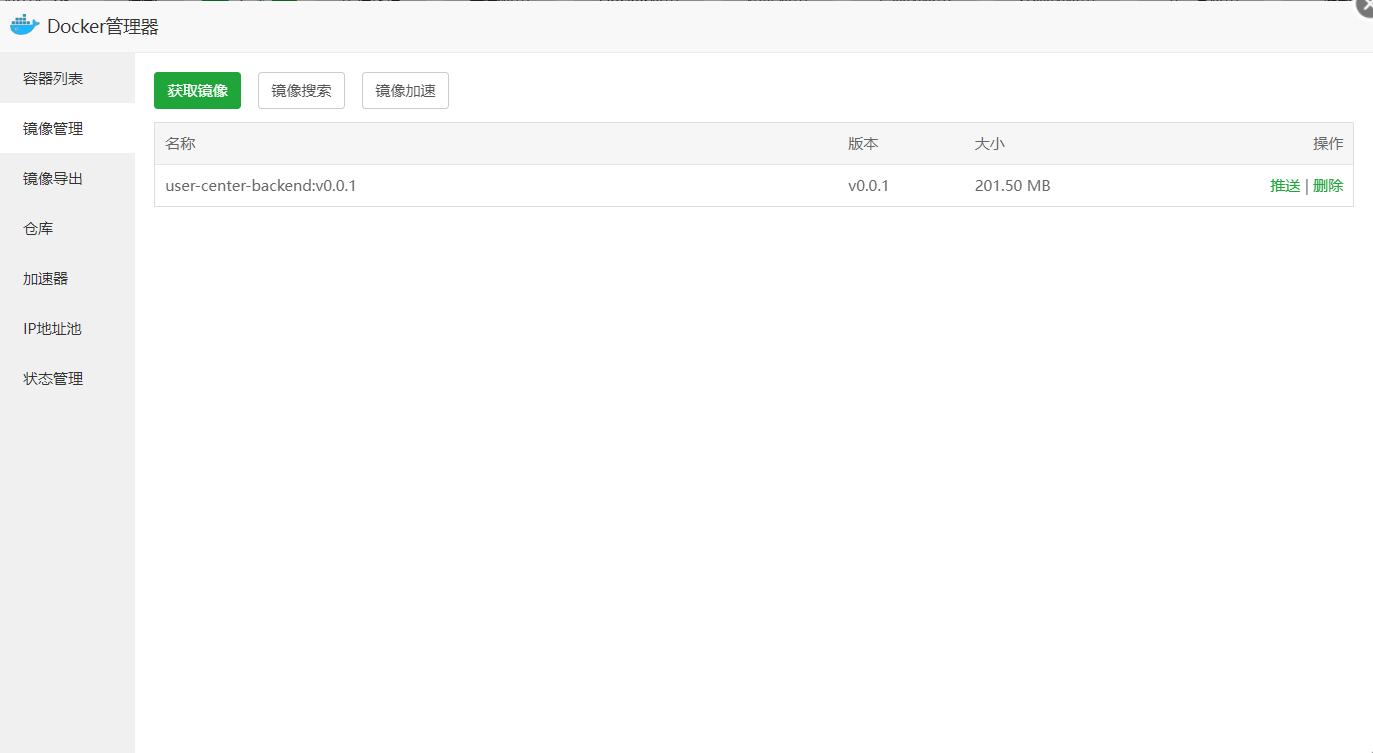 Docker管理器
容器列表
镜像管理
镜像导出
仓库
加速器
IP地址池
状态管理
获取镜像 镜像搜索 镜像加速
名称 版本 大小 操作
user-center-backend:v0.0.1 v0.0.1 201.50 MB 推送 | 删除